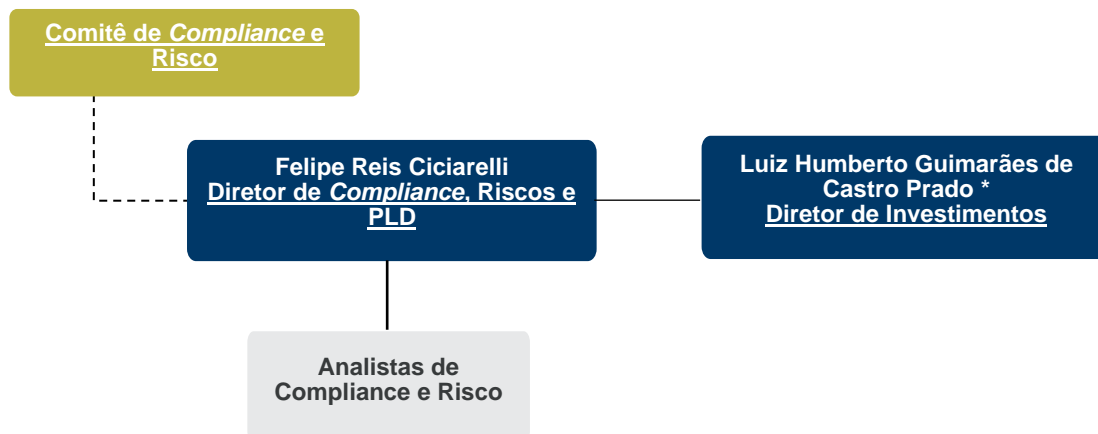 Comitê de Compliance e
Risco
Felipe Reis Ciciarelli
Diretor de Compliance, Riscos e
PLD
Luiz Humberto Guimarães de
Castro Prado *
Diretor de Investimentos
Analistas de
Compliance e Risco